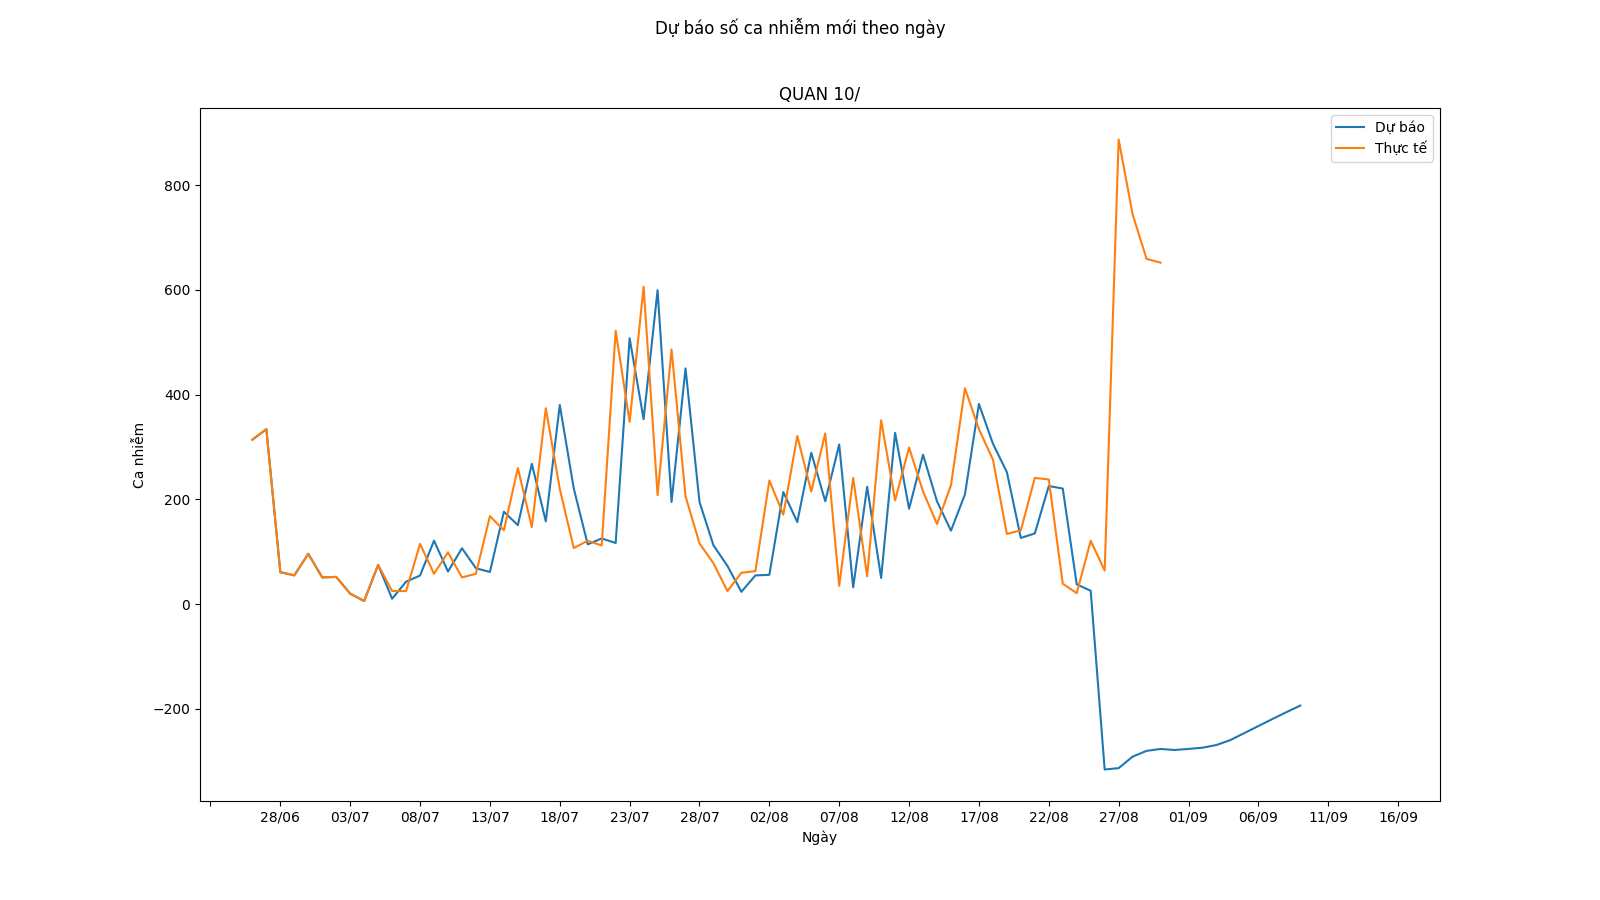 Dự báo số ca nhiễm mới theo ngày
QUAN 10/
Dự báo
Thực tế
800
600
400
200
0
−200
Ca nhiễm
28/06 03/07 08/07 13/07 18/07 23/07 28/07 02/08 07/08 12/08 17/08 22/08 27/08 01/09 06/09 11/09 16/09
Ngày